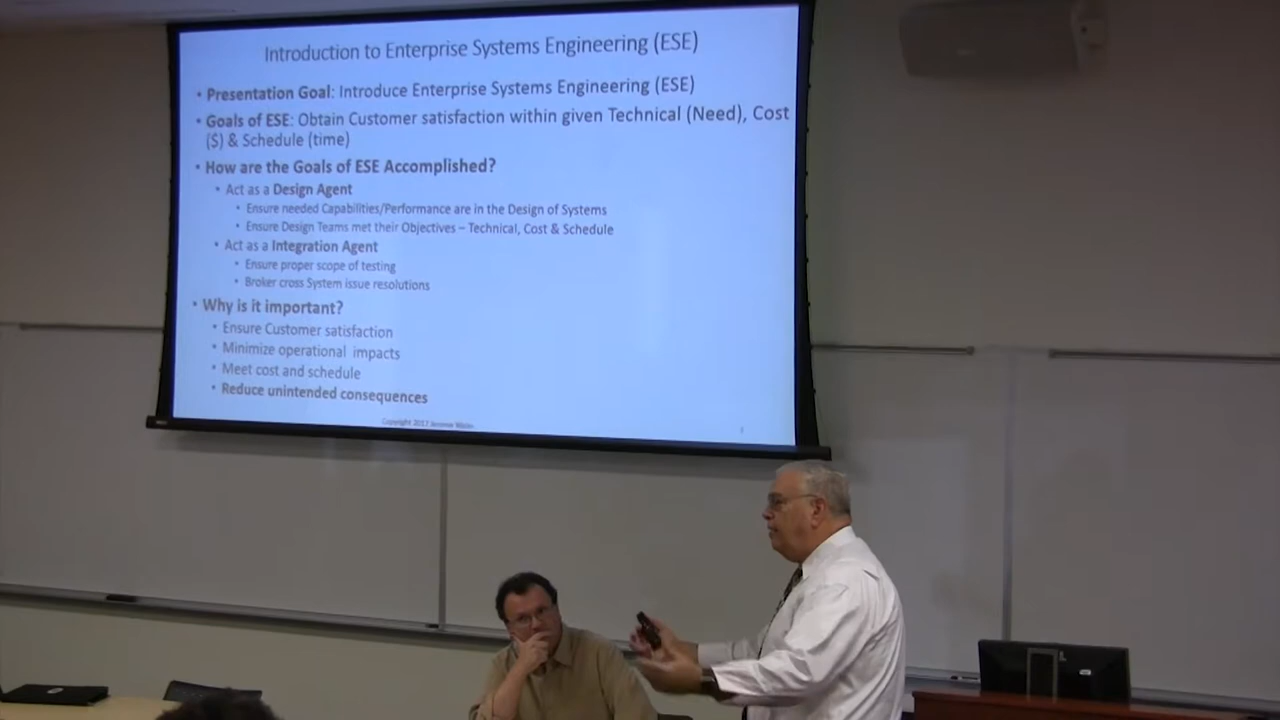 Introduction to Enterprise Systems Engineering (ESE)
• Presentation Goal: Introduce Enterprise Systems Engineering (ESE)
• Goals of ESE: Obtain Customer satisfaction within given Technical (Need), Cost
($) & Schedule (time)
• How are the Goals of ESE Accomplished?
• Act as a Design Agent
• Ensure needed Capabilities/Performance are in the Design of Systems
• Ensure Design Teams met their Objectives – Technical, Cost & Schedule
• Act as a Integration Agent
• Ensure proper scope of testing
• Broker cross System issue resolutions
• Why is it important?
• Ensure Customer satisfaction
• Minimize operational impacts
• Meet cost and schedule
• Reduce unintended consequences
Copyright 2017 Jerome